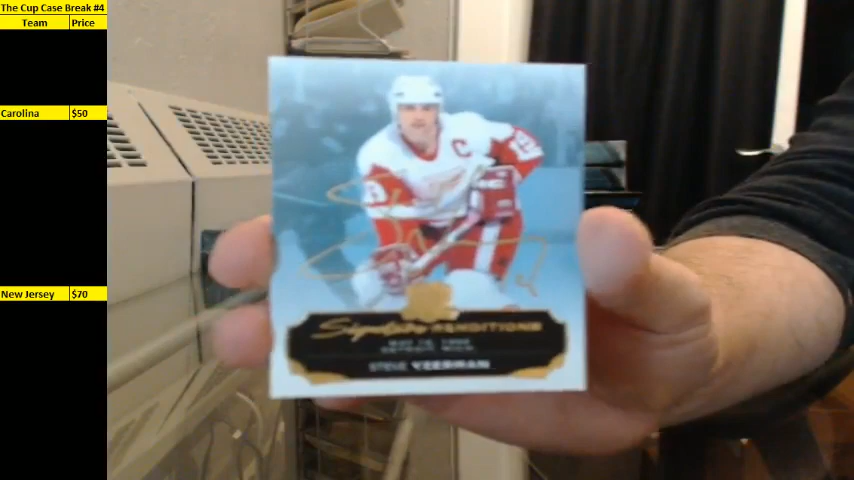 The Cup Case Break #4
Team Price
Carolina $50
New Jersey $70
C
Signature RENDITIONS
STEVE YZERMAN